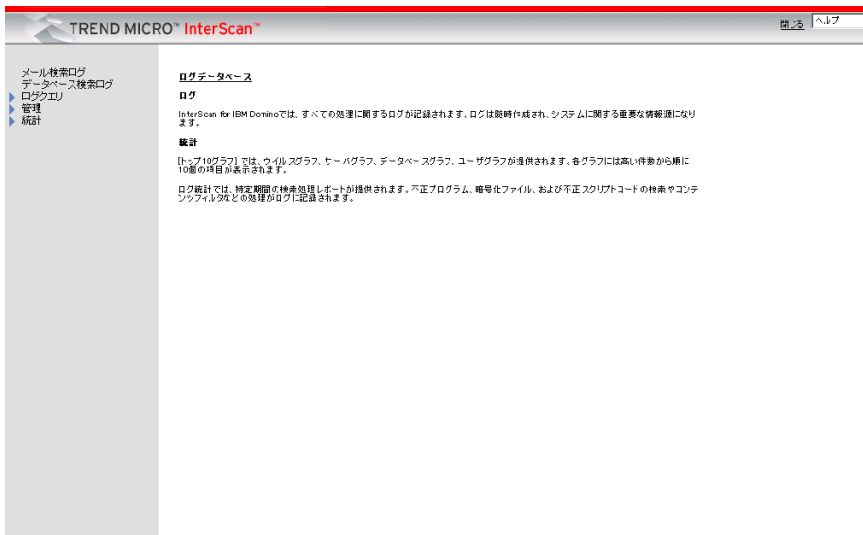 TREND MICRO™ InterScan™
閉じる
ヘルプ
メール検索ログ
データベース検索ログ
ログクエリ
管理
統計
ログデータベース
ログ
InterScan for IBM Dominoでは、すべての処理に関するログが記録されます。ログは随時作成され、システムに関する重要な情報源になり
ます。
統計
[トップ10グラフ] では、ウイルスグラフ、サーバグラフ、データベースグラフ、ユーザグラフが提供されます。各グラフには高い件数から順に
10個の項目が表示されます。
ログ統計では、特定期間の検索処理レポートが提供されます。不正プログラム、暗号化ファイル、および不正スクリプトコードの検索やコンテ
ンツフィルタなどの処理がログに記録されます。